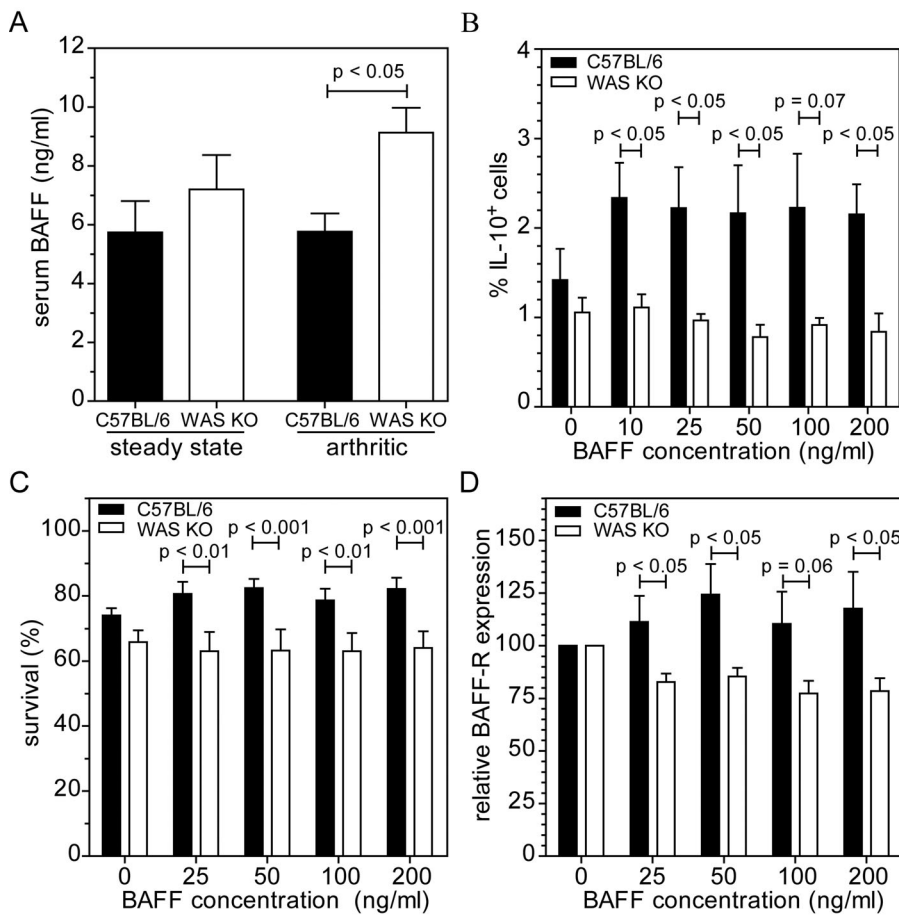 A
serum BAFF (ng/ml)
12
10
8
6
4
2
0
p < 0.05
C57BL/6 WAS KO C57BL/6 WAS KO
steady state arthritic
B
% IL-10+ cells
4
3
2
1
0
C57BL/6
WAS KO
p < 0.05 p = 0.07
p < 0.05 p < 0.05 p < 0.05
0 10 25 50 100 200
BAFF concentration (ng/ml)
C
survival (%)
100
80
60
40
20
0
C57BL/6
WAS KO
p < 0.001 p < 0.001
p < 0.01 p < 0.01
0 25 50 100 200
BAFF concentration (ng/ml)
D
relative BAFF-R expression
150
125
100
75
50
25
0
C57BL/6
WAS KO
p < 0.05 p < 0.05
p < 0.05 p = 0.06
0 25 50 100 200
BAFF concentration (ng/ml)